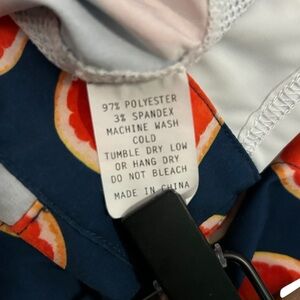 97% POLYESTER
3% SPANDEX
MACHINE WASH
COLD
TUMBLE DRY LOW
OR HANG DRY
DO NOT BLEACH
MADE IN CHINA